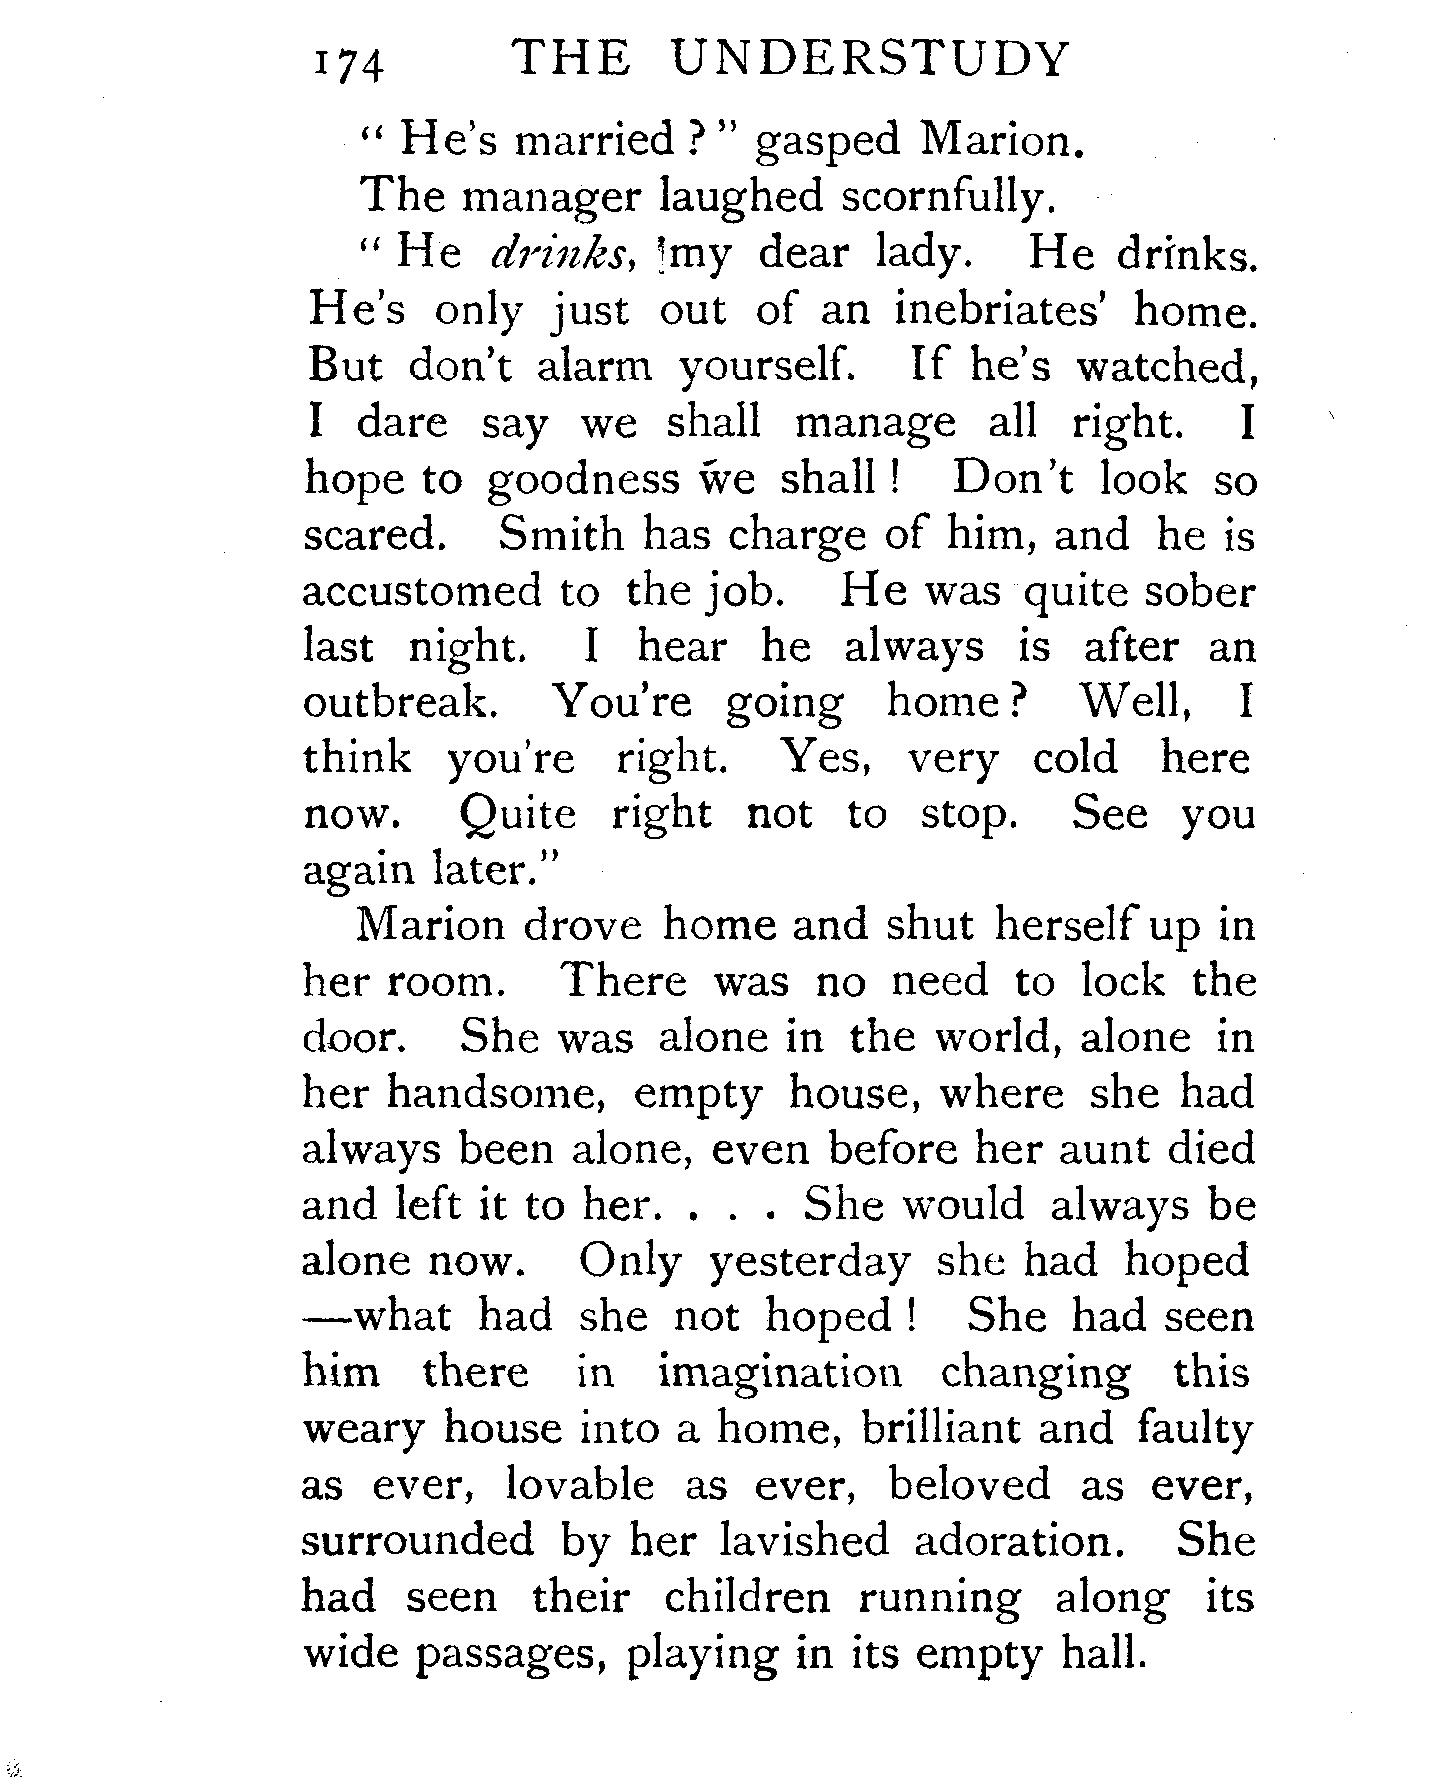 174 THE UNDERSTUDY
“ He's married ? ” gasped Marion.
The manager laughed scornfully.
“ He drinks, my dear lady. He drinks.
He's only just out of an inebriates' home.
But don't alarm yourself. If he's watched,
I dare say we shall manage all right. I
hope to goodness we shall ! Don't look so
scared. Smith has charge of him, and he is
accustomed to the job. He was quite sober
last night. I hear he always is after an
outbreak. You're going home ? Well, I
think you're right. Yes, very cold here
now. Quite right not to stop. See you
again later.”
Marion drove home and shut herself up in
her room. There was no need to lock the
door. She was alone in the world, alone in
her handsome, empty house, where she had
always been alone, even before her aunt died
and left it to her. . . . She would always be
alone now. Only yesterday she had hoped
—what had she not hoped ! She had seen
him there in imagination changing this
weary house into a home, brilliant and faulty
as ever, lovable as ever, beloved as ever,
surrounded by her lavished adoration. She
had seen their children running along its
wide passages, playing in its empty hall.